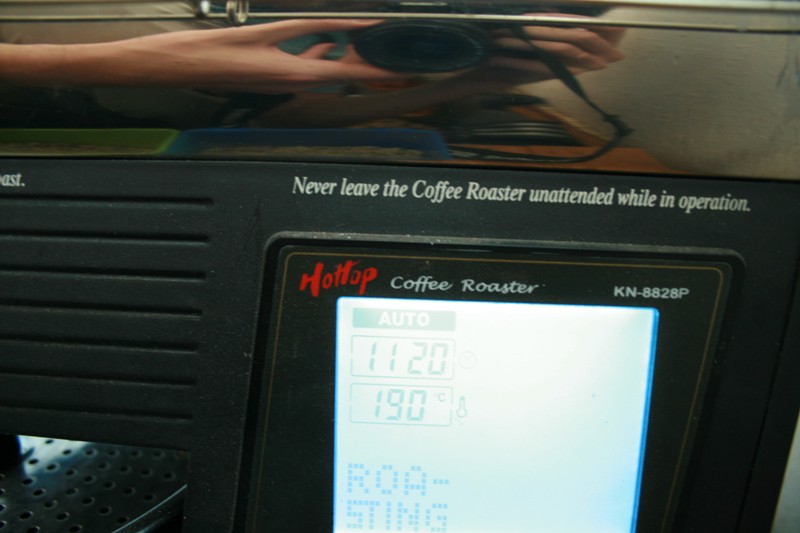 ast.
Never leave the Coffee Roaster unattended while in operation.
HotTop Coffee Roaster KN-8828P
AUTO
11 20
190 °C
ROA-
STING